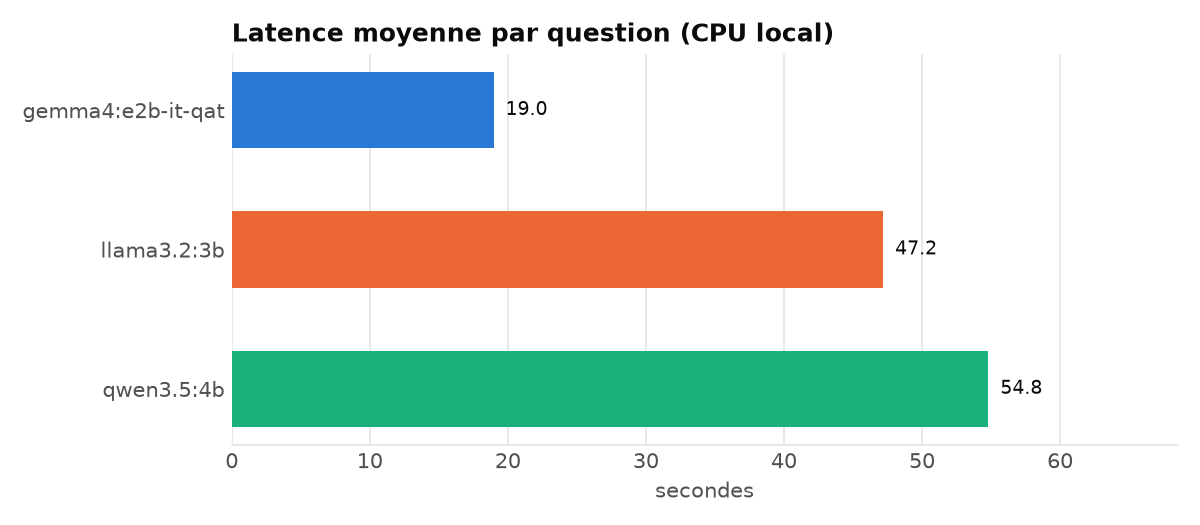 Latence moyenne par question (CPU local)
gemma4:e2b-it-qat
19.0
llama3.2:3b
47.2
qwen3.5:4b
54.8
0 10 20 30 40 50 60
secondes